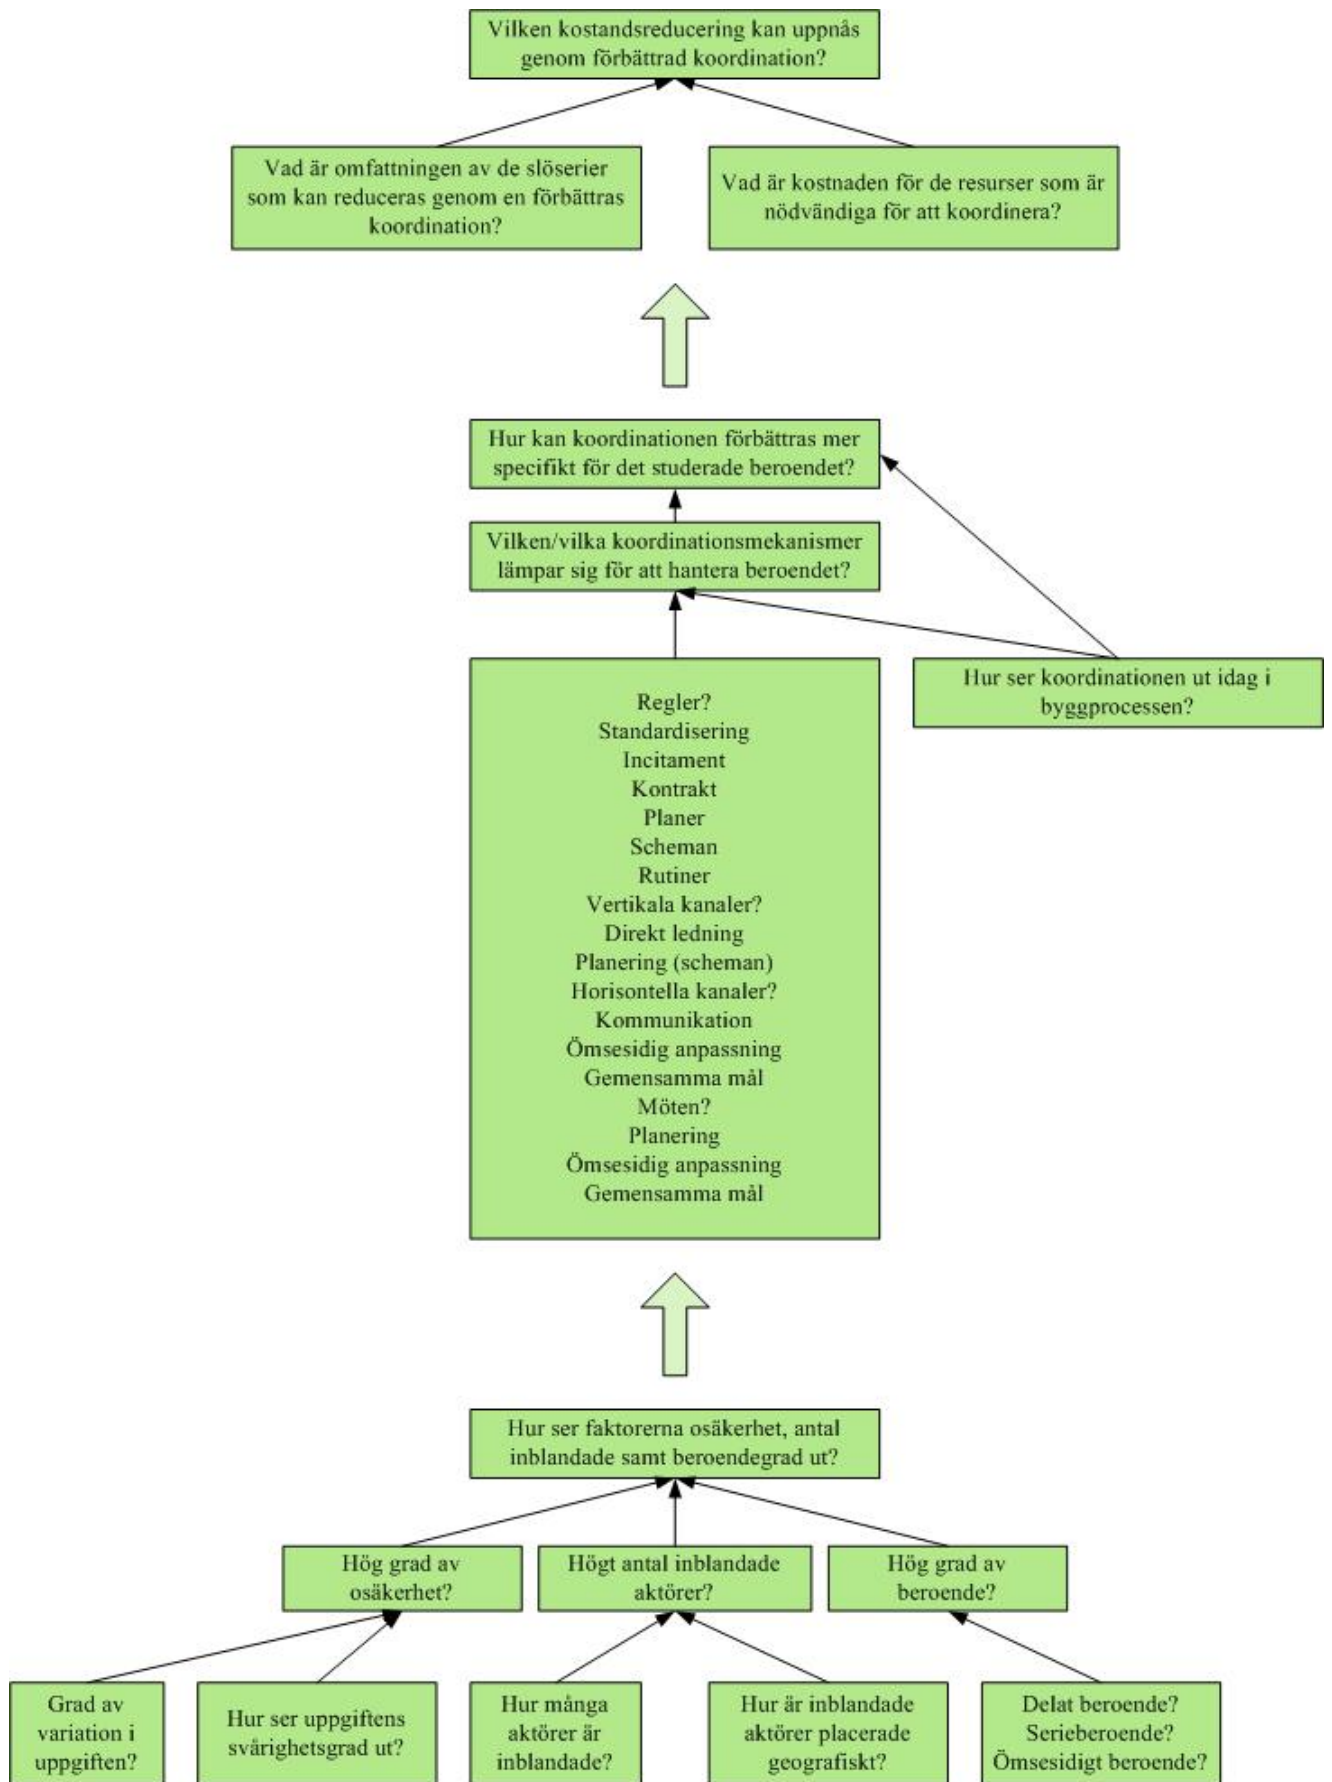 Vilken kostandsreducering kan uppnås
genom förbättrad koordination?
Vad är omfattningen av de slöserier
som kan reduceras genom en förbättras
koordination?
Vad är kostnaden för de resurser som är
nödvändiga för att koordinera?
Hur kan koordinationen förbättras mer
specifikt för det studerade beroendet?
Vilken/vilka koordinationsmekanismer
lämpar sig för att hantera beroendet?
Hur ser koordinationen ut idag i
byggprocessen?
Regler?
Standardisering
Incitament
Kontrakt
Planer
Scheman
Rutiner
Vertikala kanaler?
Direkt ledning
Planering (scheman)
Horisontella kanaler?
Kommunikation
Ömsesidig anpassning
Gemensamma mål
Möten?
Planering
Ömsesidig anpassning
Gemensamma mål
Hur ser faktorerna osäkerhet, antal
inblandade samt beroendegrad ut?
Hög grad av
osäkerhet?
Högt antal inblandade
aktörer?
Hög grad av
beroende?
Grad av
variation i
uppgiften?
Hur ser uppgiftens
svårighetsgrad ut?
Hur många
aktörer är
inblandade?
Hur är inblandade
aktörer placerade
geografiskt?
Delat beroende?
Serieberoende?
Ömsesidigt beroende?